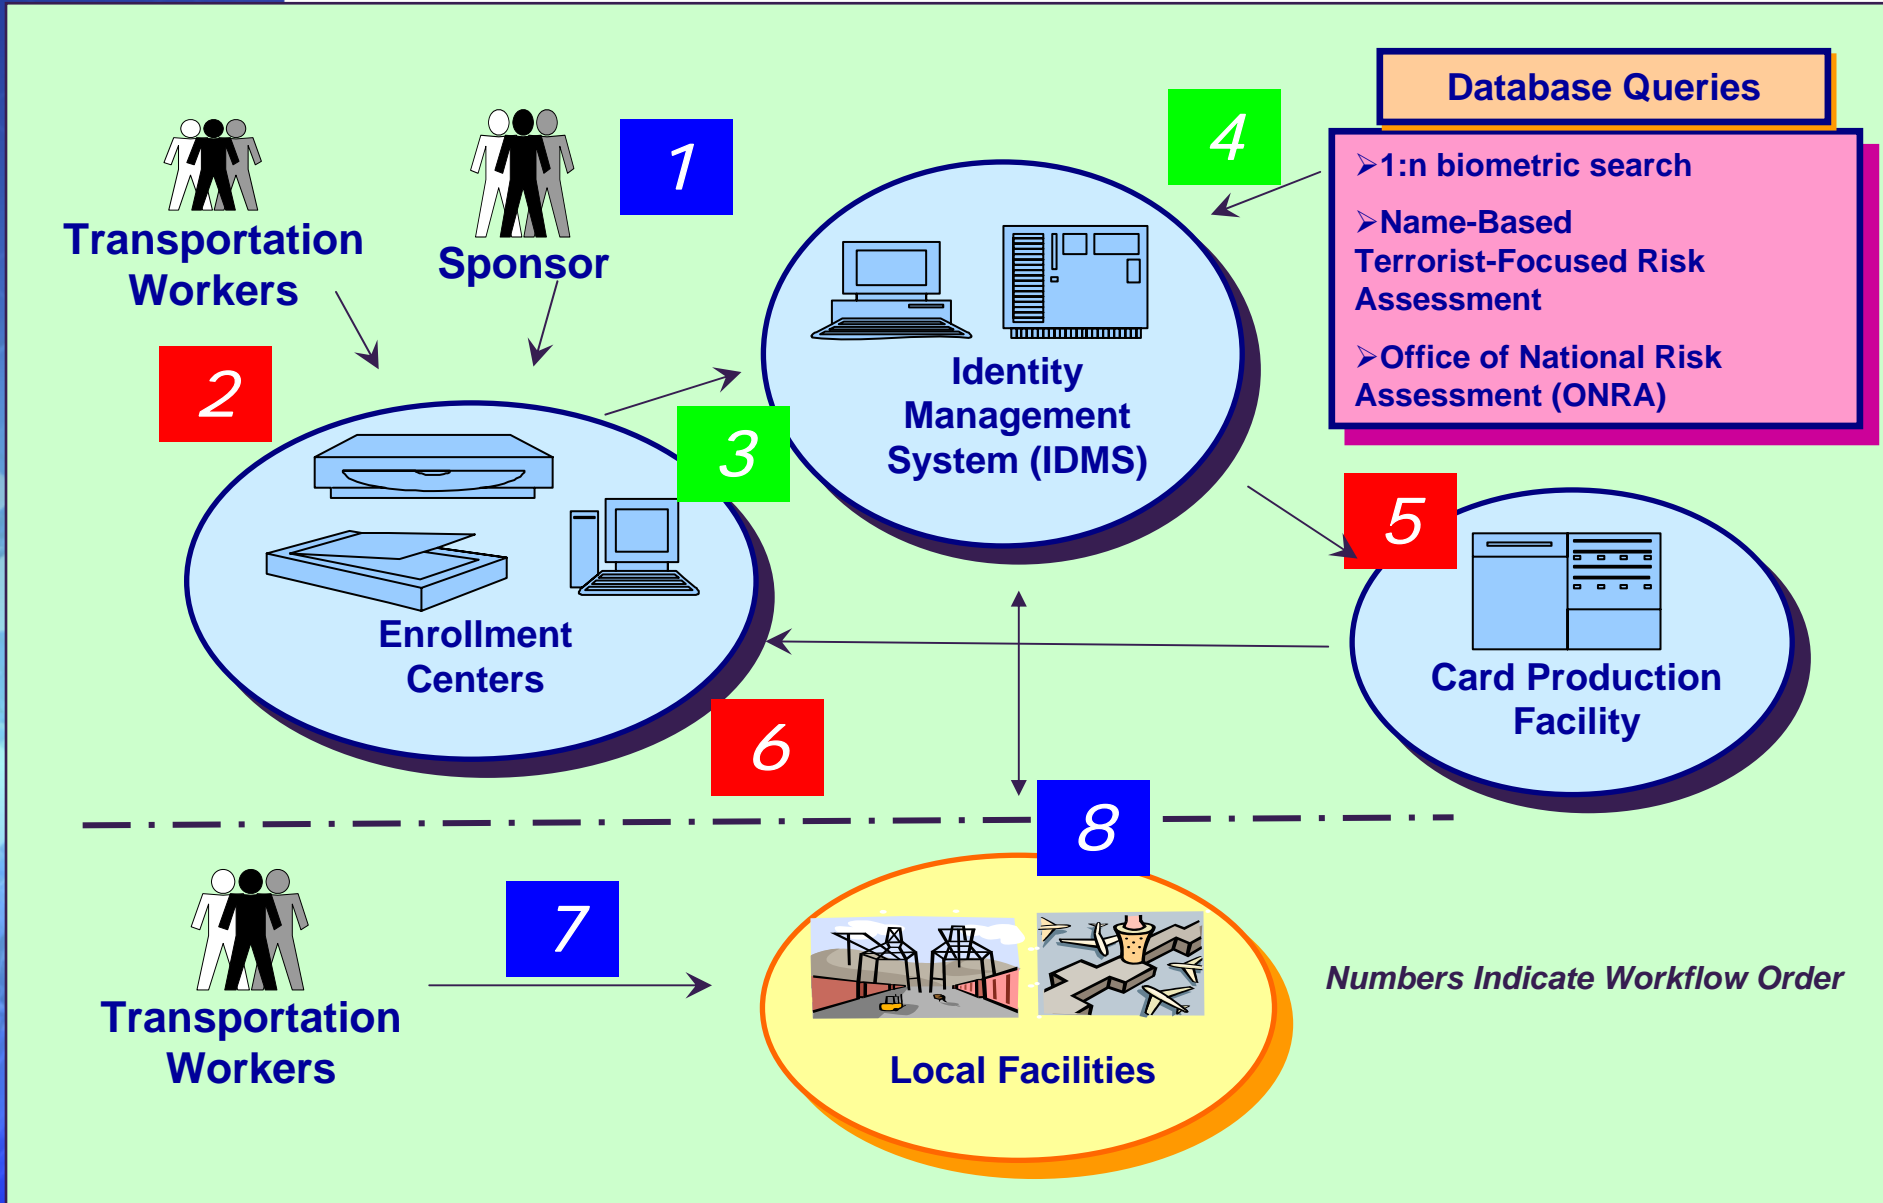 Database Queries
➢1:n biometric search
➢Name-Based
Terrorist-Focused Risk
Assessment
➢Office of National Risk
Assessment (ONRA)
Transportation
Workers
Sponsor
1
2
3
4
Identity
Management
System (IDMS)
Enrollment
Centers
5
Card Production
Facility
6
Transportation
Workers
7
8
Local Facilities
Numbers Indicate Workflow Order